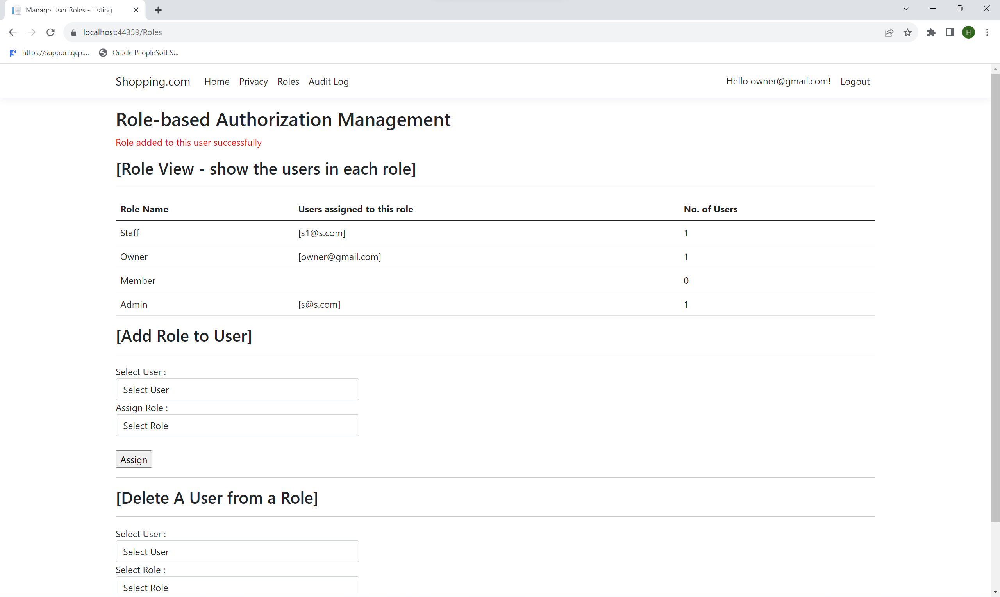 Manage User Roles - Listing
localhost:44359/Roles
H
https://support.qq.c...
Oracle PeopleSoft S...
Shopping.com Home Privacy Roles Audit Log Hello owner@gmail.com! Logout
Role-based Authorization Management
Role added to this user successfully
[Role View - show the users in each role]
Role Name Users assigned to this role No. of Users
Staff [s1@s.com] 1
Owner [owner@gmail.com] 1
Member 0
Admin [s@s.com] 1
[Add Role to User]
Select User :
Select User
Assign Role :
Select Role
Assign
[Delete A User from a Role]
Select User :
Select User
Select Role :
Select Role